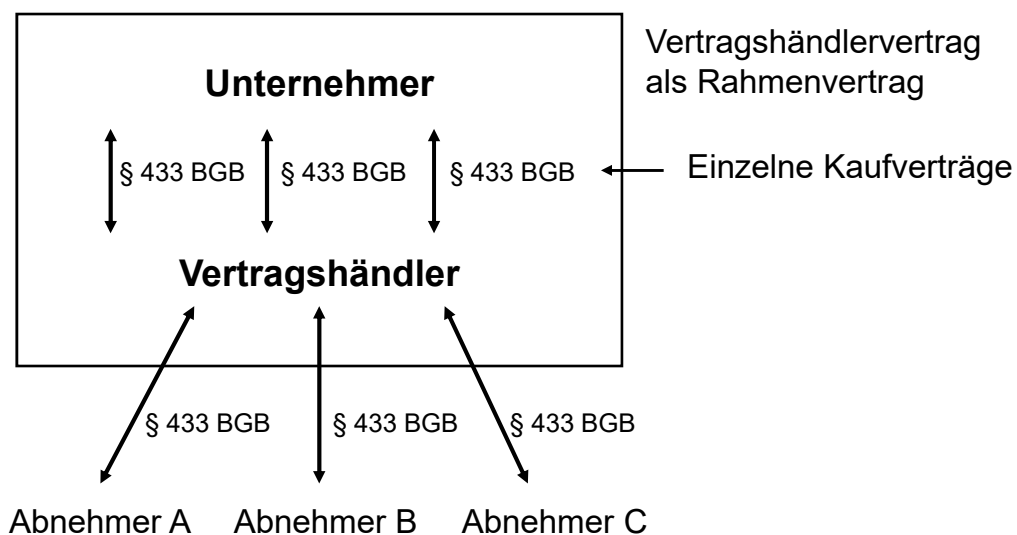 Vertragshändlervertrag
als Rahmenvertrag
Unternehmer
§ 433 BGB
§ 433 BGB
§ 433 BGB
Einzelne Kaufverträge
Vertragshändler
§ 433 BGB
§ 433 BGB
§ 433 BGB
Abnehmer A
Abnehmer B
Abnehmer C